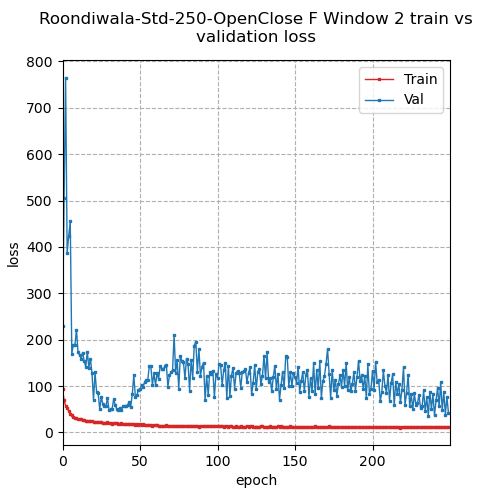 Roondiwala-Std-250-OpenClose F Window 2 train vs
validation loss
800
700
600
500
400
300
200
100
0
loss
Train
Val
0 50 100 150 200
epoch